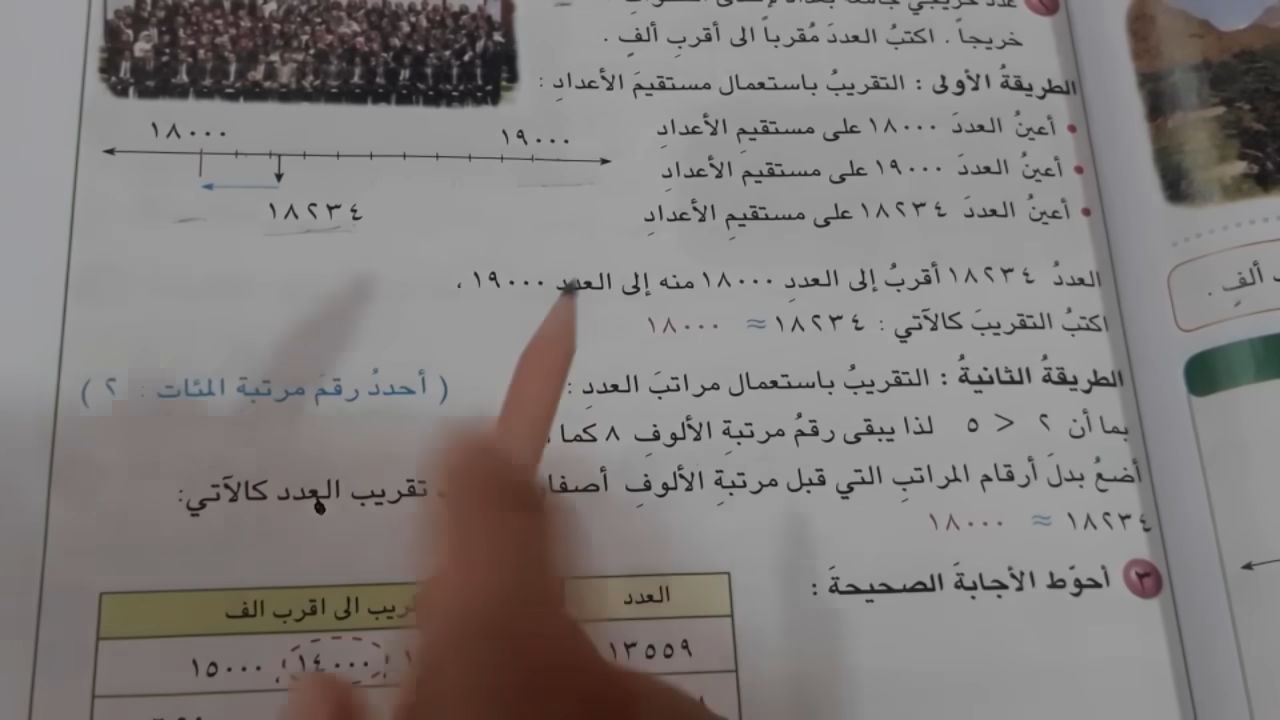 خريجاً . اكتبُ العددَ مُقرباً الى أقربِ ألفِ .
الطريقةُ الأولى : التقريبُ باستعمال مستقيمَ الأعدادِ :
• أعينُ العددَ ١٨٠٠٠ على مستقيمِ الأعدادِ
• أعينُ العددَ ١٩٠٠٠ على مستقيمِ الأعدادِ
• أعينُ العددَ ١٨٢٣٤ على مستقيمِ الأعدادِ
١٨٠٠٠ ١٩٠٠٠
١٨٢٣٤
العددُ ١٨٢٣٤ أقربُ إلى العددِ ١٨٠٠٠ منه إلى العدد ١٩٠٠٠ ،
اكتبُ التقريبَ كالآتي : ١٨٢٣٤ ≈ ١٨٠٠٠
الطريقةُ الثانيةُ : التقريبُ باستعمال مراتبَ العددِ : ( أحددُ رقمَ مرتبةِ المئات : ٢ )
بما أن ٢ < ٥ لذا يبقى رقمُ مرتبةِ الألوفِ ٨ كما
أضعُ بدلَ أرقام المراتبِ التي قبل مرتبةِ الألوفِ تقريب العدد كالآتي:
١٨٢٣٤ ≈ ١٨٠٠٠
٣ أحوّط الأجابةَ الصحيحةَ :
العدد الى اقرب الف
١٣٥٥٩ ١٤٠٠٠ ١٥٠٠٠
ألفِ .